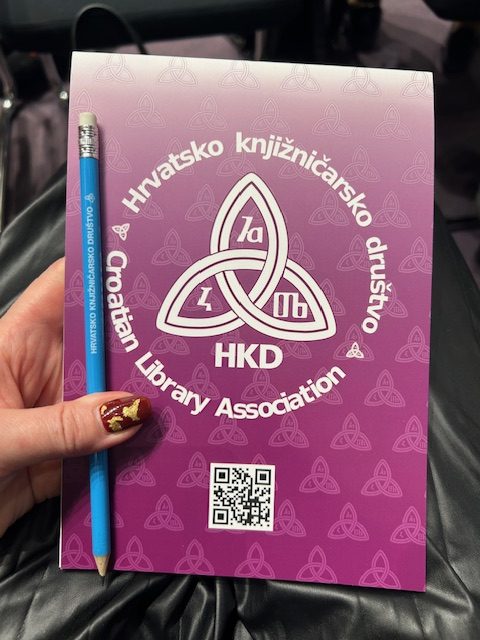 Hrvatsko knjižničarsko društvo
HKD
Croatian Library Association
HRVATSKO KNJIŽNIČARSKO DRUŠTVO